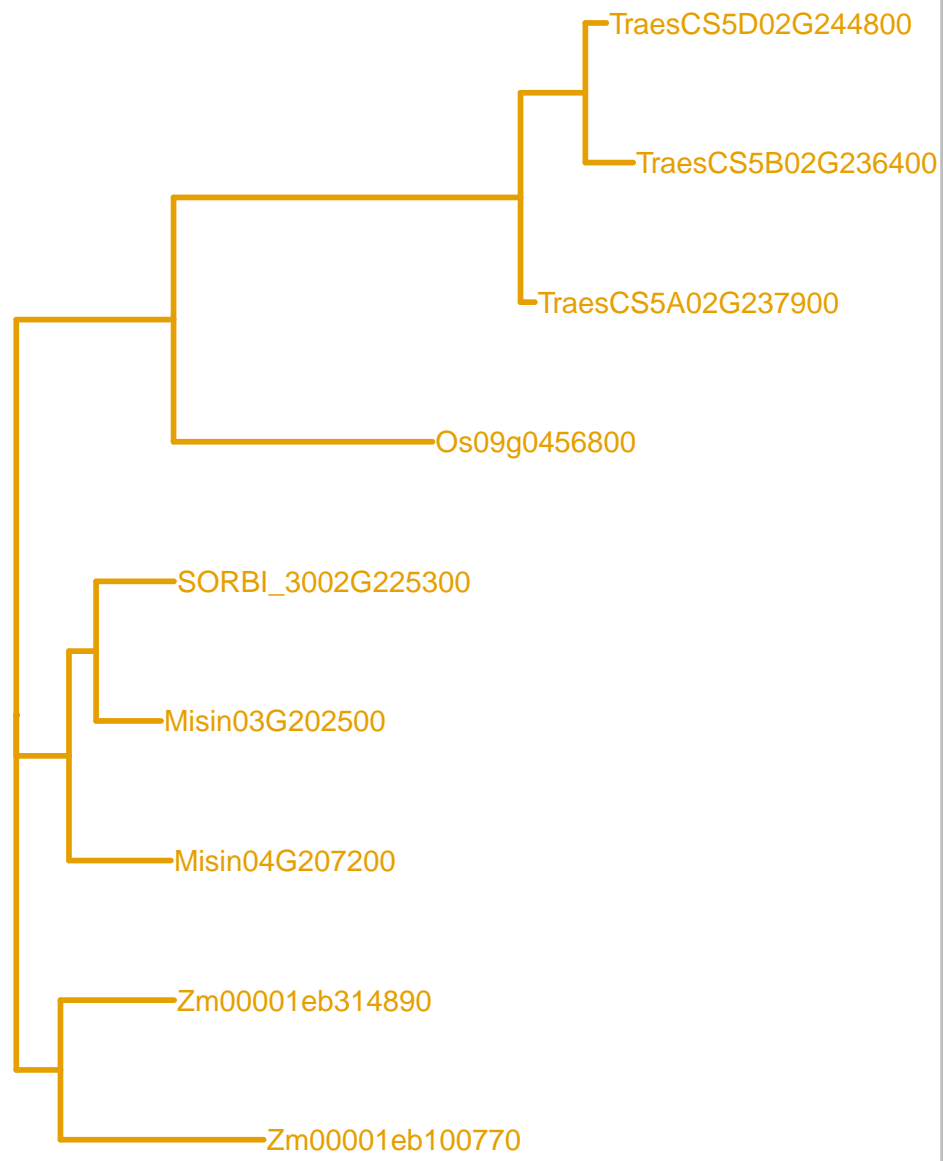 TraesCS5D02G244800
TraesCS5B02G236400
TraesCS5A02G237900
Os09g0456800
SORBI_3002G225300
Misin03G202500
Misin04G207200
Zm00001eb314890
Zm00001eb100770